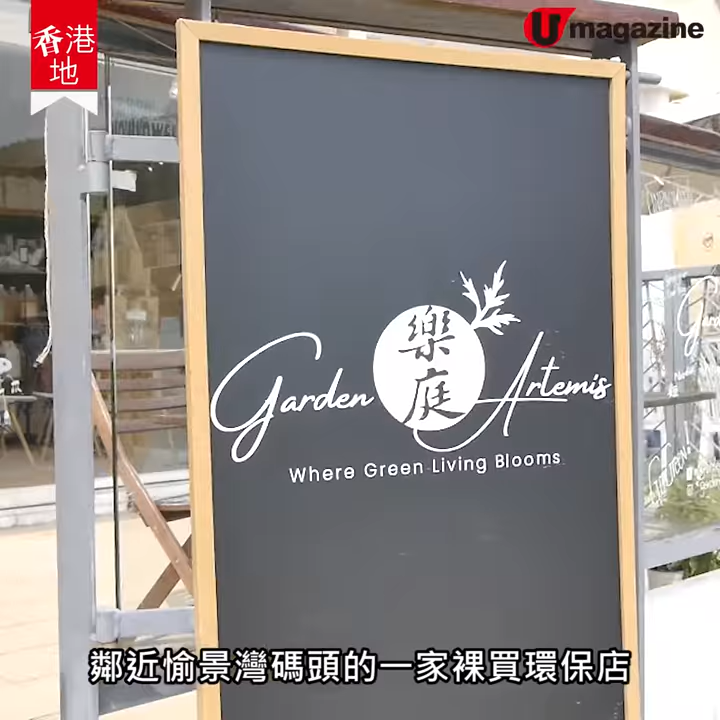 香港地
U magazine
樂庭
Garden Artemis
Where Green Living Blooms
鄰近愉景灣碼頭的一家裸買環保店